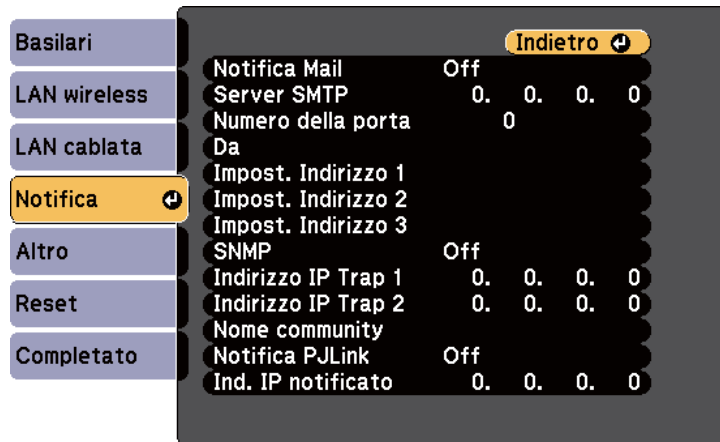 Basilari
LAN wireless
LAN cablata
Notifica
Altro
Reset
Completato
Indietro
Notifica Mail Off
Server SMTP 0. 0. 0. 0
Numero della porta 0
Da
Impost. Indirizzo 1
Impost. Indirizzo 2
Impost. Indirizzo 3
SNMP Off
Indirizzo IP Trap 1 0. 0. 0. 0
Indirizzo IP Trap 2 0. 0. 0. 0
Nome community
Notifica PJLink Off
Ind. IP notificato 0. 0. 0. 0